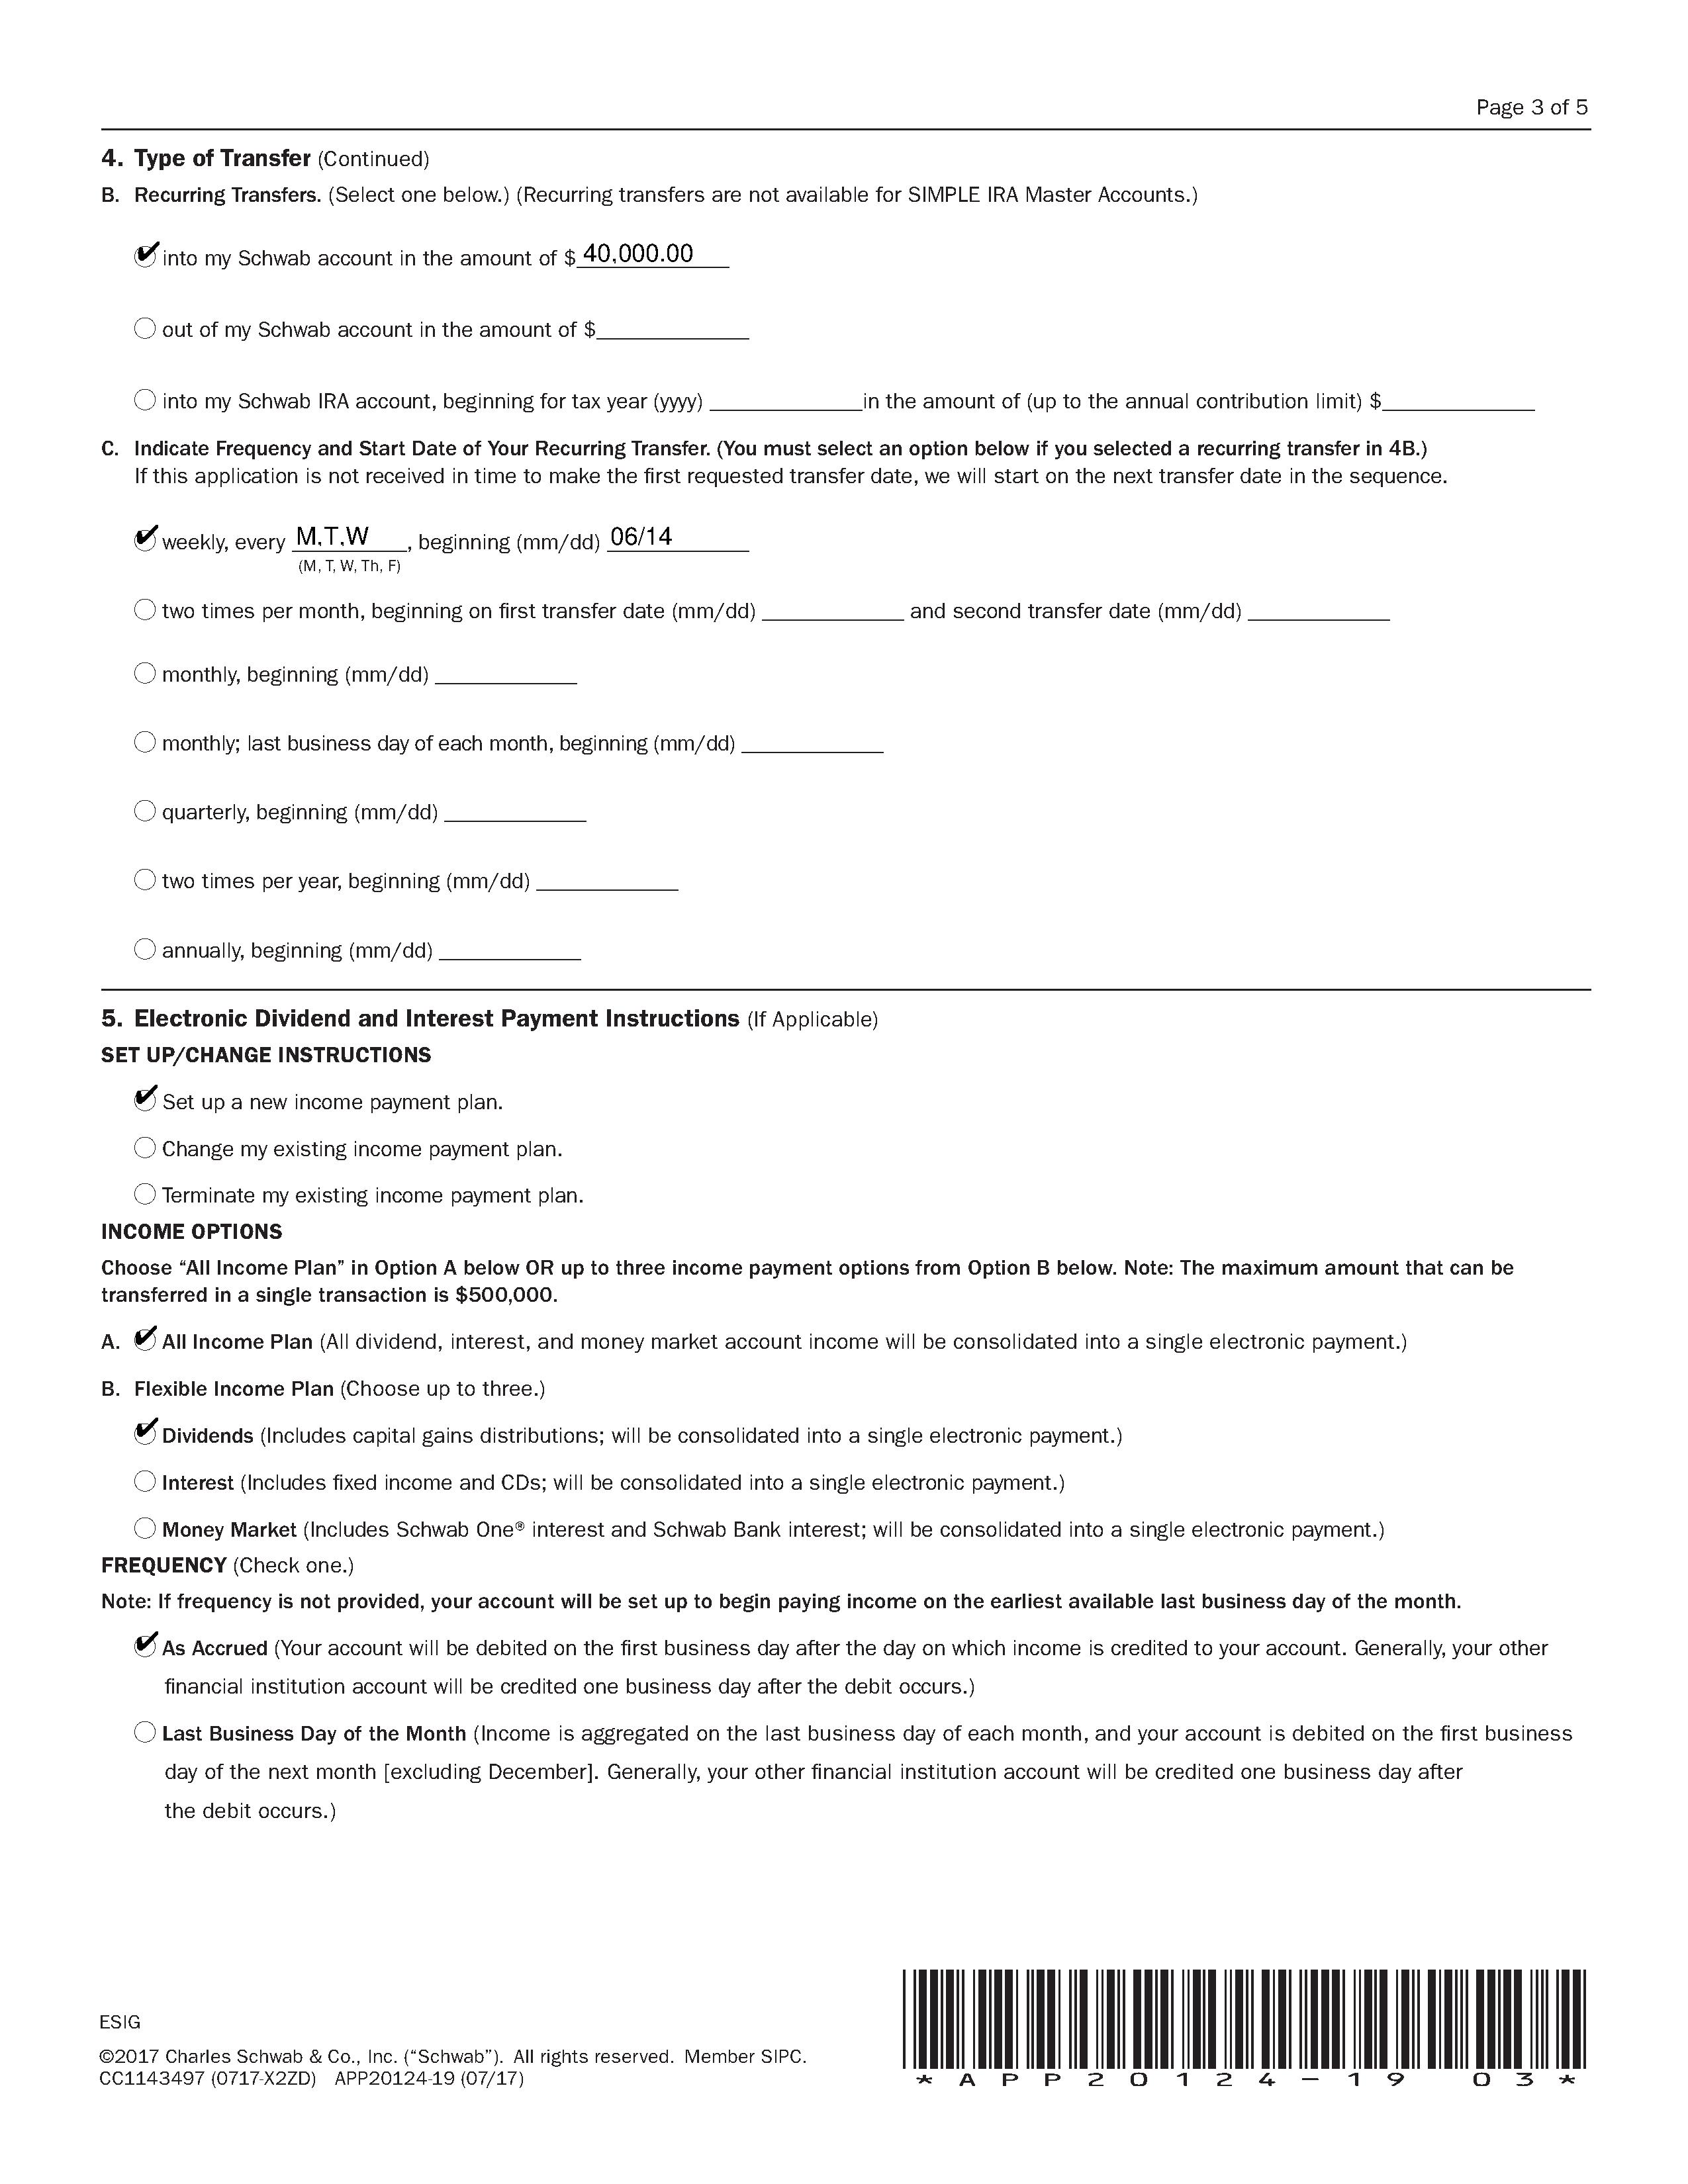 Page 3 of 5
4. Type of Transfer (Continued)
B. Recurring Transfers. (Select one below.) (Recurring transfers are not available for SIMPLE IRA Master Accounts.)
✔ into my Schwab account in the amount of $ 40,000.00
○ out of my Schwab account in the amount of $____________
○ into my Schwab IRA account, beginning for tax year (yyyy) ____________in the amount of (up to the annual contribution limit) $____________
C. Indicate Frequency and Start Date of Your Recurring Transfer. (You must select an option below if you selected a recurring transfer in 4B.)
If this application is not received in time to make the first requested transfer date, we will start on the next transfer date in the sequence.
✔ weekly, every M,T,W, beginning (mm/dd) 06/14
(M, T, W, Th, F)
○ two times per month, beginning on first transfer date (mm/dd) ____________ and second transfer date (mm/dd) ____________
○ monthly, beginning (mm/dd) ____________
○ monthly; last business day of each month, beginning (mm/dd) ____________
○ quarterly, beginning (mm/dd) ____________
○ two times per year, beginning (mm/dd) ____________
○ annually, beginning (mm/dd) ____________
5. Electronic Dividend and Interest Payment Instructions (If Applicable)
SET UP/CHANGE INSTRUCTIONS
✔ Set up a new income payment plan.
○ Change my existing income payment plan.
○ Terminate my existing income payment plan.
INCOME OPTIONS
Choose “All Income Plan” in Option A below OR up to three income payment options from Option B below. Note: The maximum amount that can be
transferred in a single transaction is $500,000.
A. ✔ All Income Plan (All dividend, interest, and money market account income will be consolidated into a single electronic payment.)
B. Flexible Income Plan (Choose up to three.)
✔ Dividends (Includes capital gains distributions; will be consolidated into a single electronic payment.)
○ Interest (Includes fixed income and CDs; will be consolidated into a single electronic payment.)
○ Money Market (Includes Schwab One® interest and Schwab Bank interest; will be consolidated into a single electronic payment.)
FREQUENCY (Check one.)
Note: If frequency is not provided, your account will be set up to begin paying income on the earliest available last business day of the month.
✔ As Accrued (Your account will be debited on the first business day after the day on which income is credited to your account. Generally, your other
financial institution account will be credited one business day after the debit occurs.)
○ Last Business Day of the Month (Income is aggregated on the last business day of each month, and your account is debited on the first business
day of the next month [excluding December]. Generally, your other financial institution account will be credited one business day after
the debit occurs.)
ESIG
©2017 Charles Schwab & Co., Inc. (“Schwab”). All rights reserved. Member SIPC.
CC1143497 (0717-X2ZD) APP20124-19 (07/17)
*APP20124-19 03*